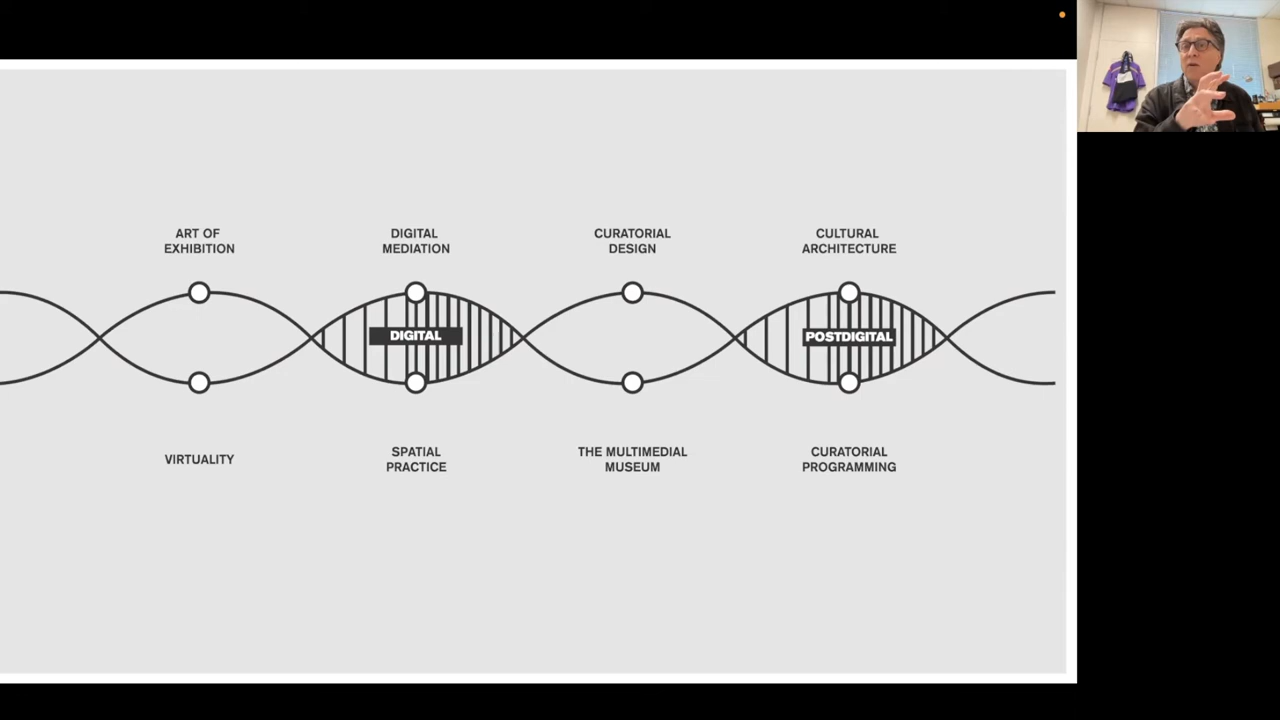 ART OF
EXHIBITION
DIGITAL
MEDIATION
CURATORIAL
DESIGN
CULTURAL
ARCHITECTURE
DIGITAL
POSTDIGITAL
VIRTUALITY
SPATIAL
PRACTICE
THE MULTIMEDIAL
MUSEUM
CURATORIAL
PROGRAMMING